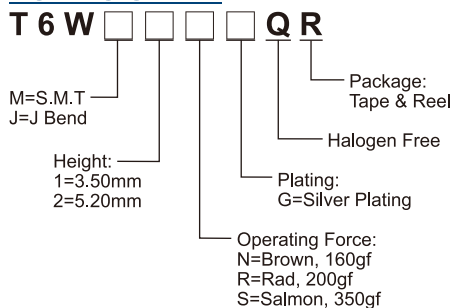 T6W□□□□QR
M=S.M.T
J=J Bend
Height:
1=3.50mm
2=5.20mm
Package:
Tape & Reel
Halogen Free
Plating:
G=Silver Plating
Operating Force:
N=Brown, 160gf
R=Rad, 200gf
S=Salmon, 350gf